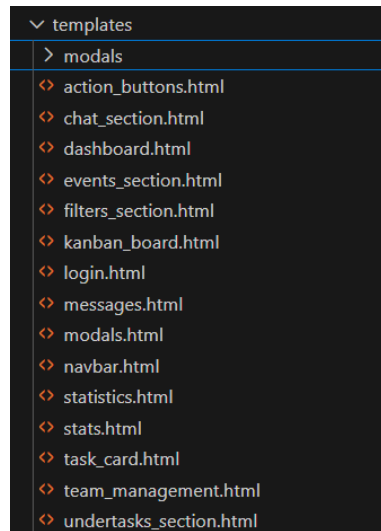 templates
modals
action_buttons.html
chat_section.html
dashboard.html
events_section.html
filters_section.html
kanban_board.html
login.html
messages.html
modals.html
navbar.html
statistics.html
stats.html
task_card.html
team_management.html
undertasks_section.html